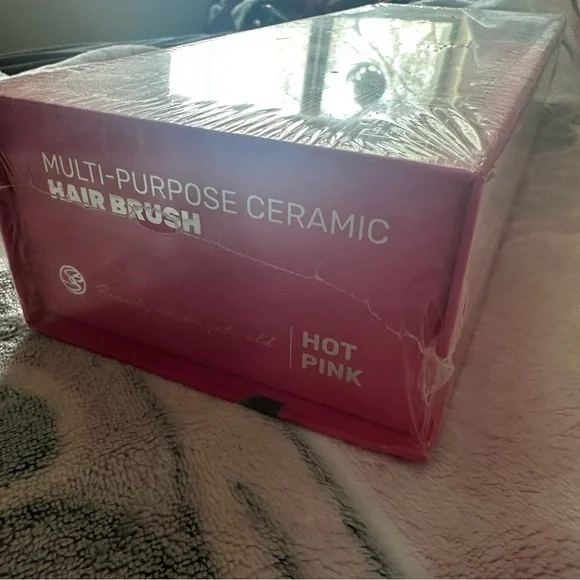 MULTI-PURPOSE CERAMIC
HAIR BRUSH
HOT
PINK